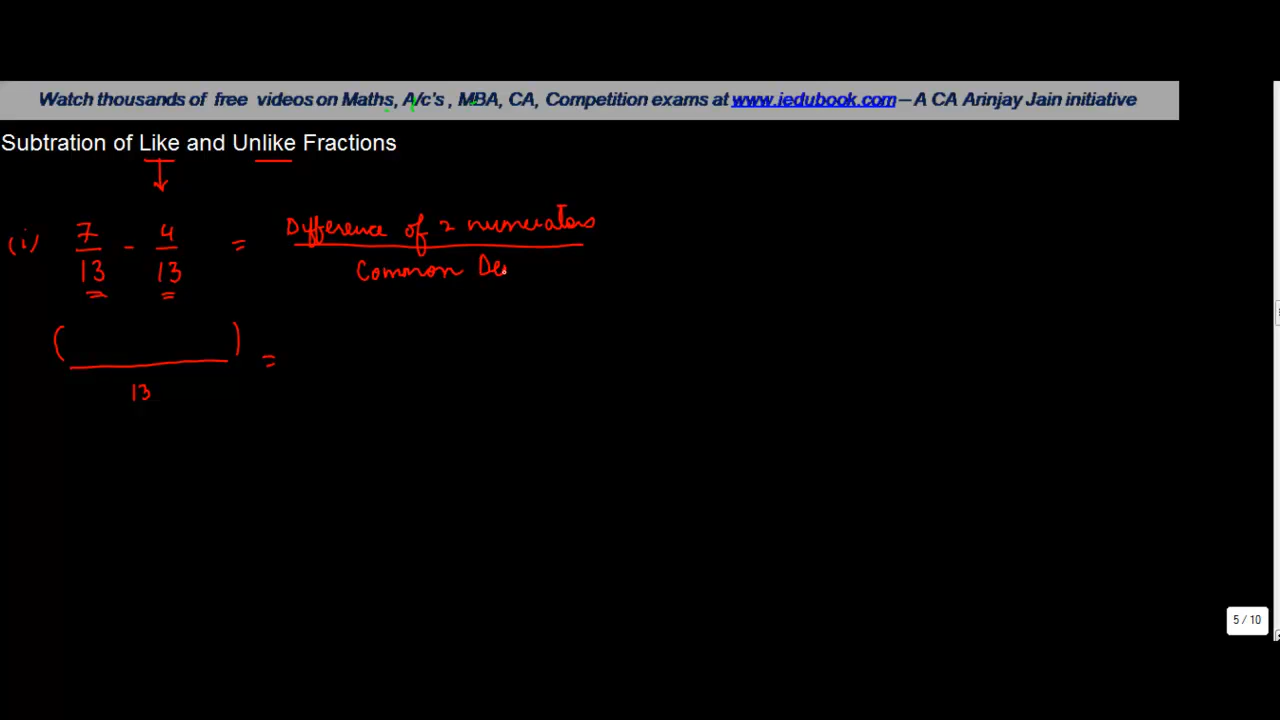 Watch thousands of free videos on Maths, A/c's , MBA, CA, Competition exams at www.iedubook.com – A CA Arinjay Jain initiative
Subtration of Like and Unlike Fractions
(i) 7/13 - 4/13 = Difference of 2 numerators / Common De
( ) / 13 =
5 / 10